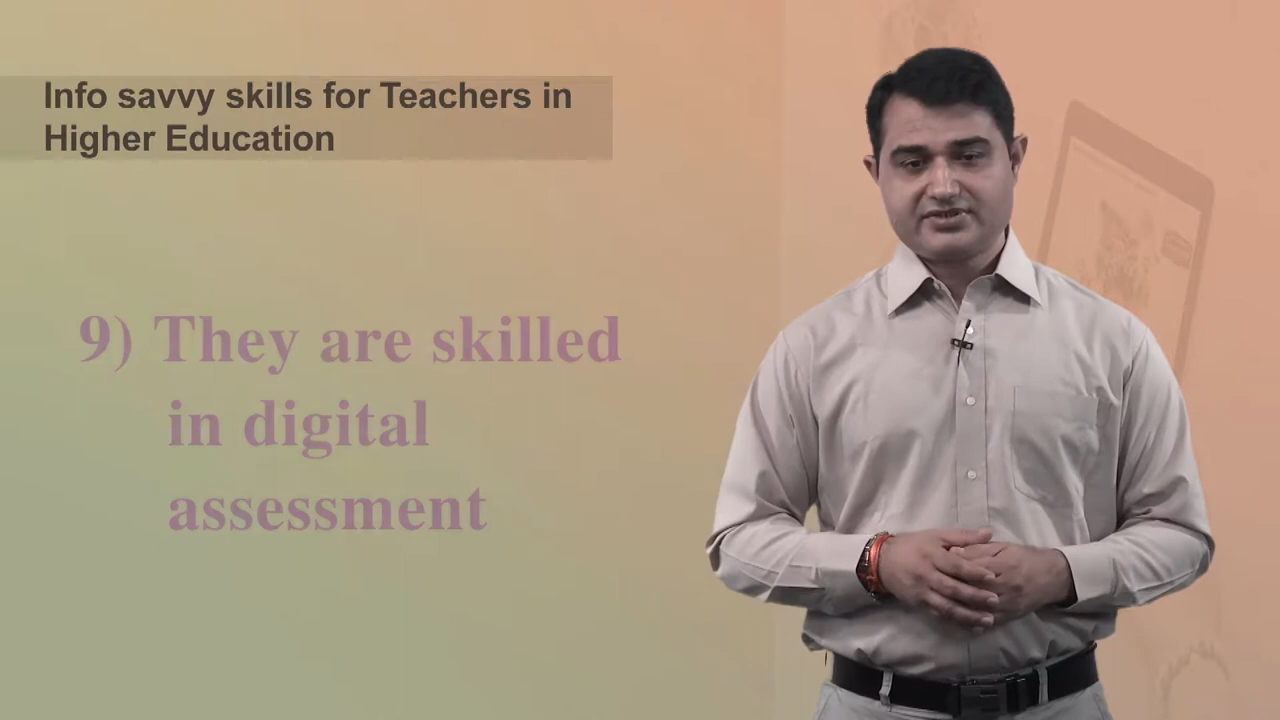 Info savvy skills for Teachers in
Higher Education
9) They are skilled
in digital
assessment